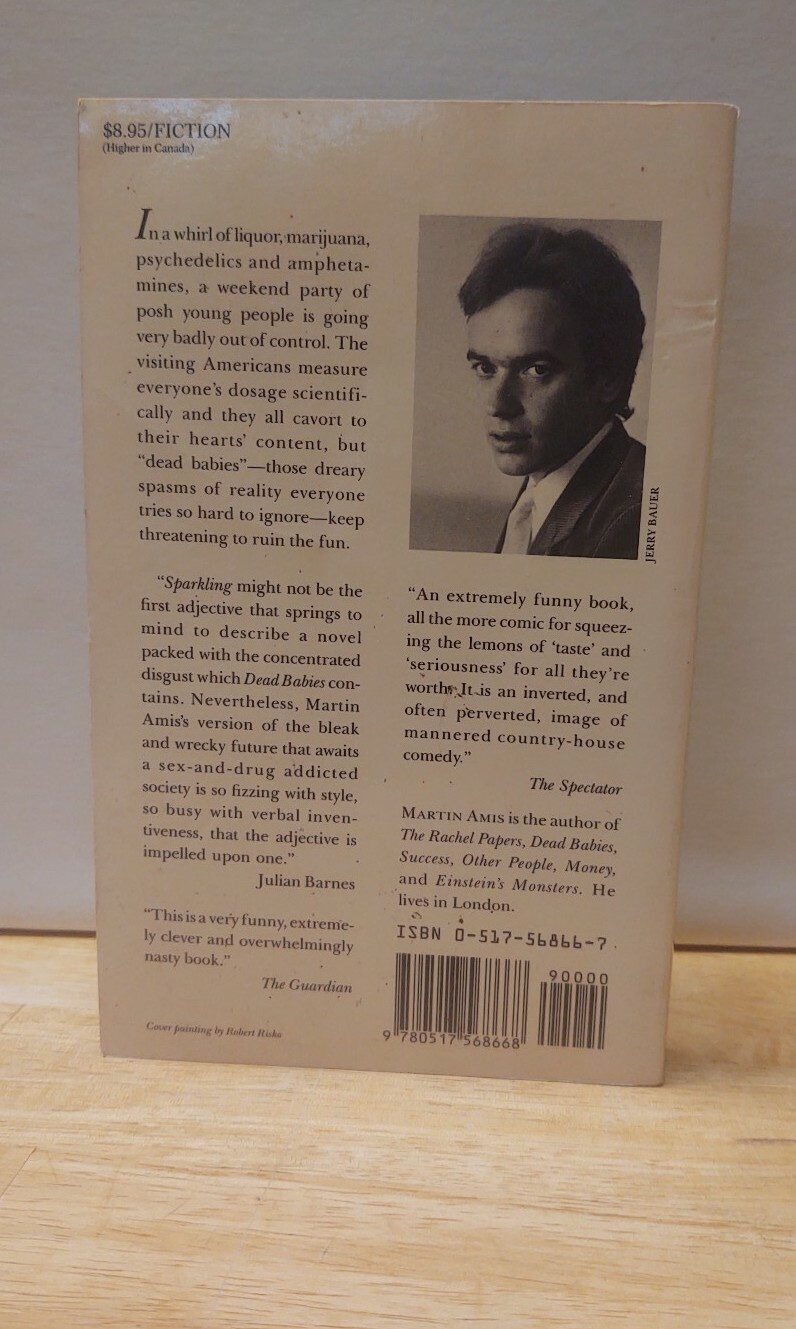 $8.95/FICTION
(Higher in Canada)
In a whirl of liquor, marijuana,
psychedelics and ampheta-
mines, a weekend party of
posh young people is going
very badly out of control. The
visiting Americans measure
everyone's dosage scientifi-
cally and they all cavort to
their hearts' content, but
"dead babies"—those dreary
spasms of reality everyone
tries so hard to ignore—keep
threatening to ruin the fun.
"Sparkling might not be the
first adjective that springs to
mind to describe a novel
packed with the concentrated
disgust which Dead Babies con-
tains. Nevertheless, Martin
Amis's version of the bleak
and wrecky future that awaits
a sex-and-drug addicted
society is so fizzing with style,
so busy with verbal inven-
tiveness, that the adjective is
impelled upon one."
Julian Barnes
"This is a very funny, extreme-
ly clever and overwhelmingly
nasty book."
The Guardian
Cover painting by Robert Risko
JERRY BAUER
"An extremely funny book,
all the more comic for squeez-
ing the lemons of 'taste' and
'seriousness' for all they're
worth. It is an inverted, and
often perverted, image of
mannered country-house
comedy."
The Spectator
MARTIN AMIS is the author of
The Rachel Papers, Dead Babies,
Success, Other People, Money,
and Einstein's Monsters. He
lives in London.
ISBN 0-517-56866-7
90000
9 780517 568668